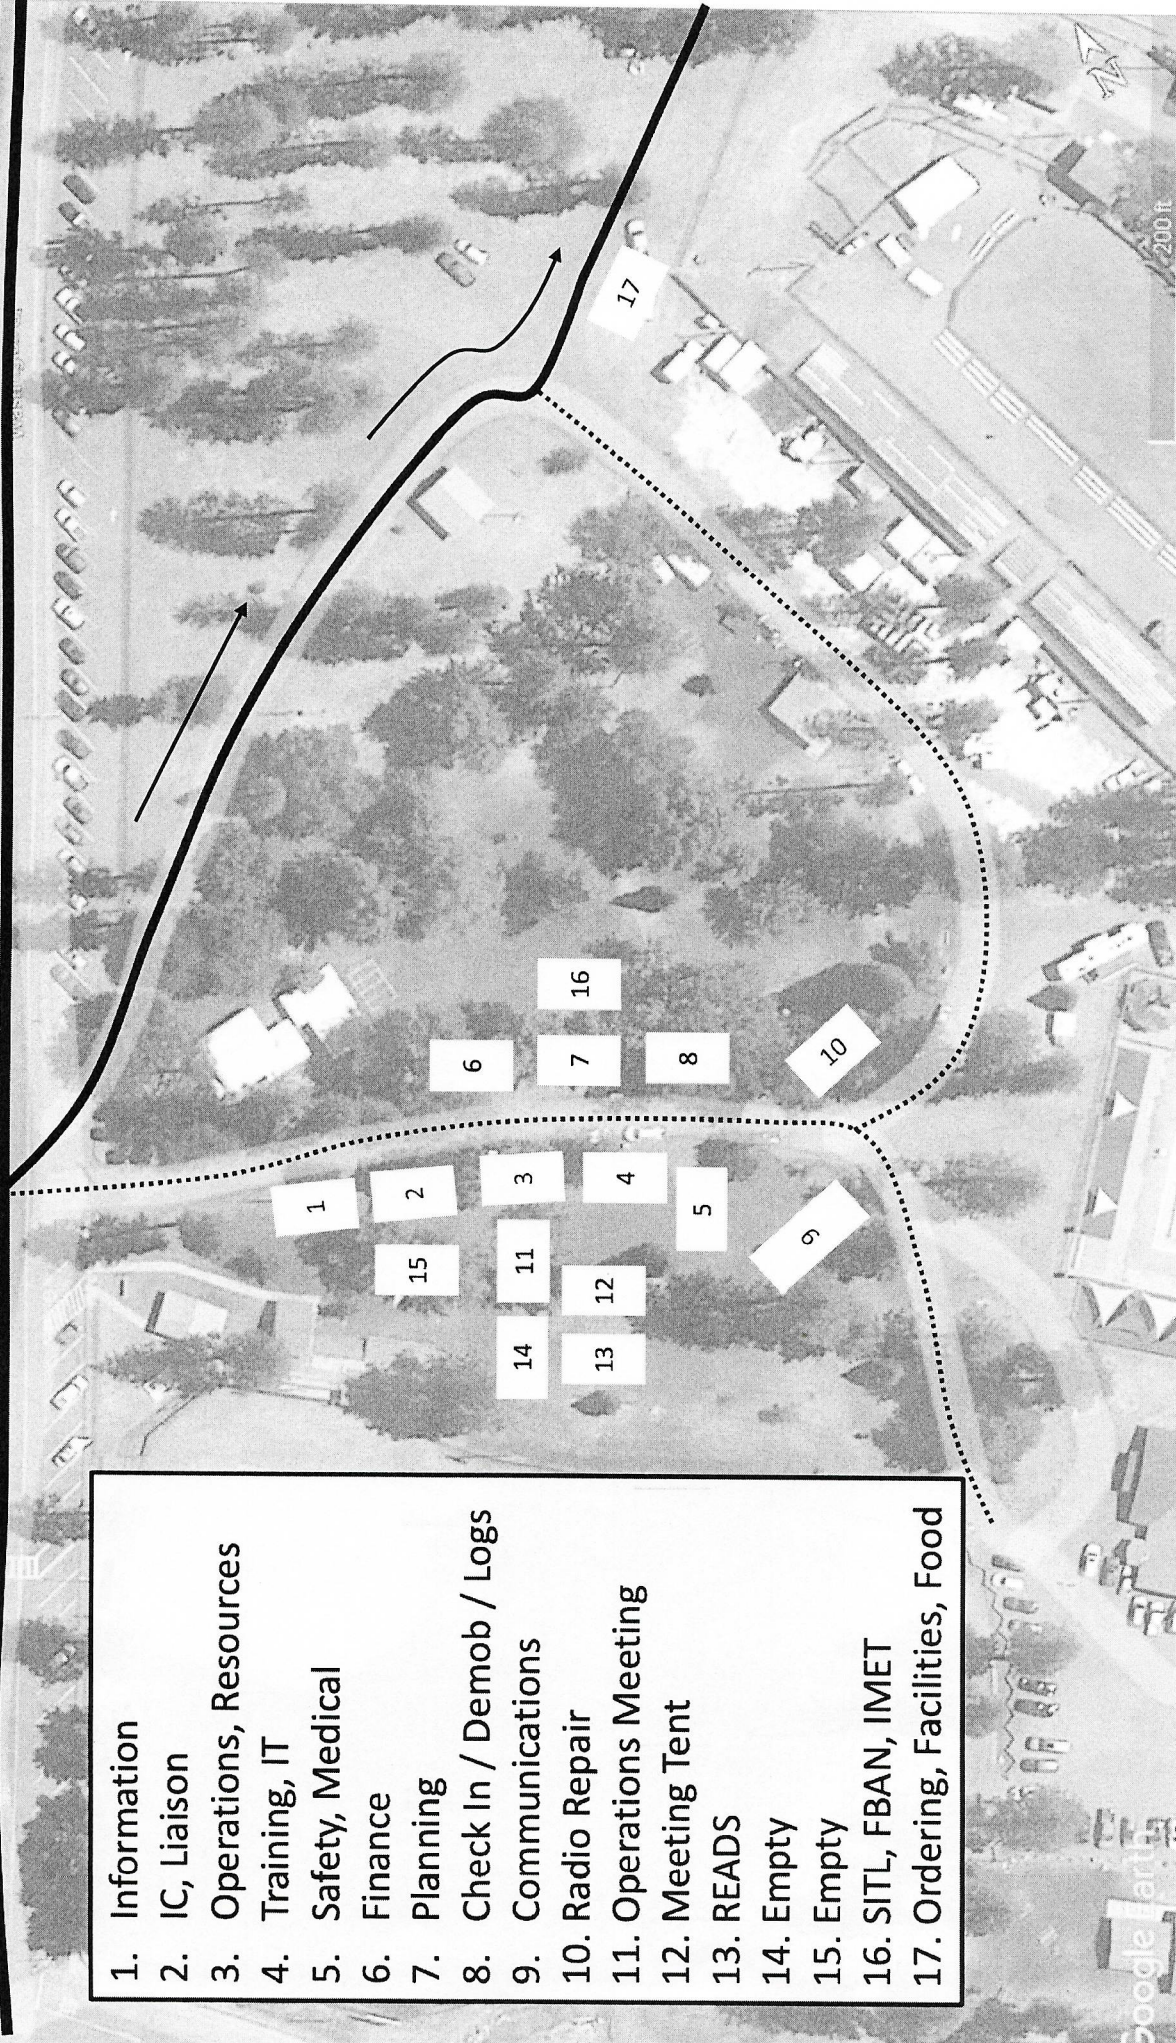 1. Information
2. IC, Liaison
3. Operations, Resources
4. Training, IT
5. Safety, Medical
6. Finance
7. Planning
8. Check In / Demob / Logs
9. Communications
10. Radio Repair
11. Operations Meeting
12. Meeting Tent
13. READS
14. Empty
15. Empty
16. SITL, FBAN, IMET
17. Ordering, Facilities, Food
1
2
3
4
5
6
7
8
9
10
11
12
13
14
15
16
17
N
200 ft
Google Earth